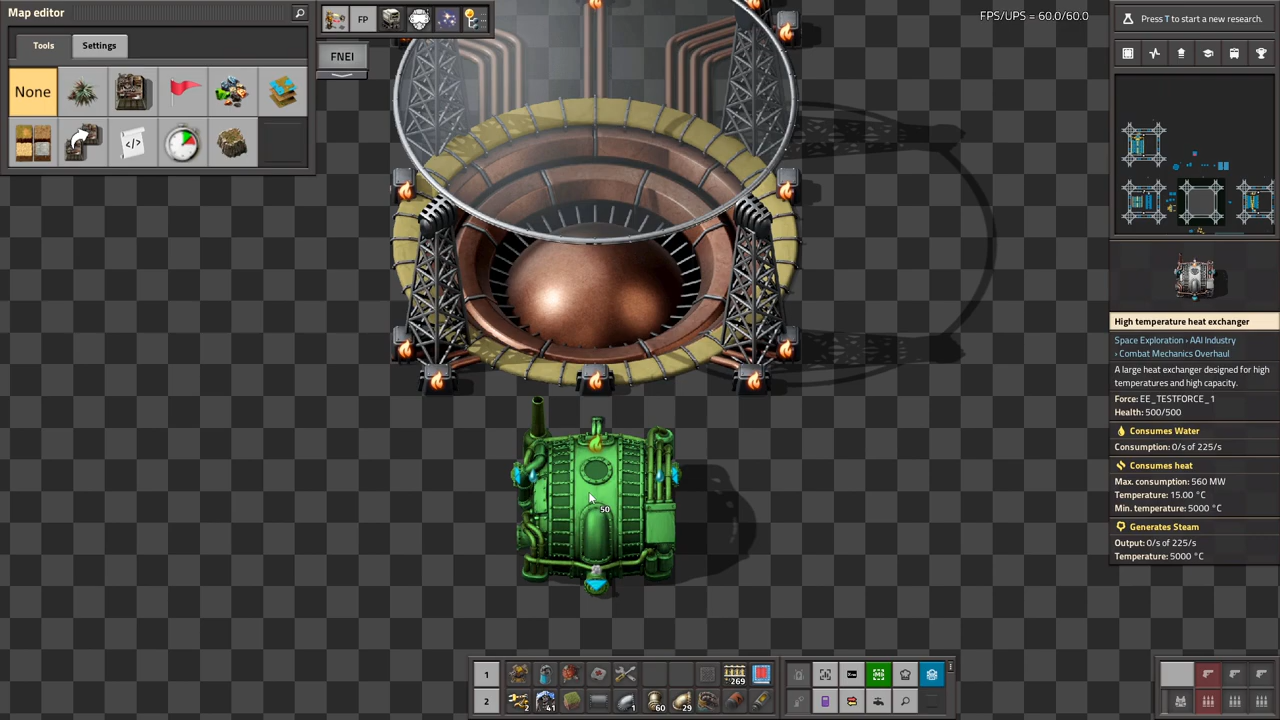 Map editor
Tools
Settings
None
</>
FP
FNEI
FPS/UPS = 60.0/60.0
Press T to start a new research.
High temperature heat exchanger
Space Exploration › AAI Industry
› Combat Mechanics Overhaul
A large heat exchanger designed for high
temperatures and high capacity.
Force: EE_TESTFORCE_1
Health: 500/500
Consumes Water
Consumption: 0/s of 225/s
Consumes heat
Max. consumption: 560 MW
Temperature: 15.00 °C
Min. temperature: 5000 °C
Generates Steam
Output: 0/s of 225/s
Temperature: 5000 °C
50
1
269
2
2
41
1
60
29